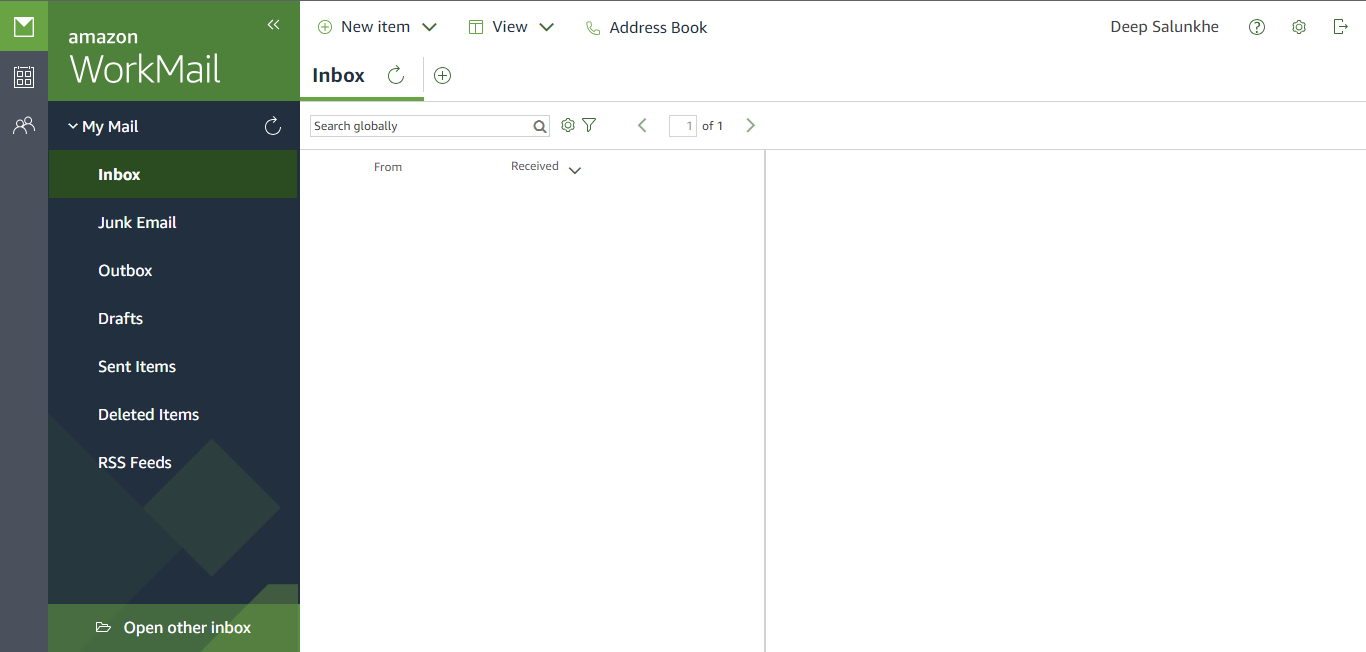 amazon
WorkMail
New item
View
Address Book
Deep Salunkhe
Inbox
My Mail
Search globally
1 of 1
Inbox
From
Received
Junk Email
Outbox
Drafts
Sent Items
Deleted Items
RSS Feeds
Open other inbox